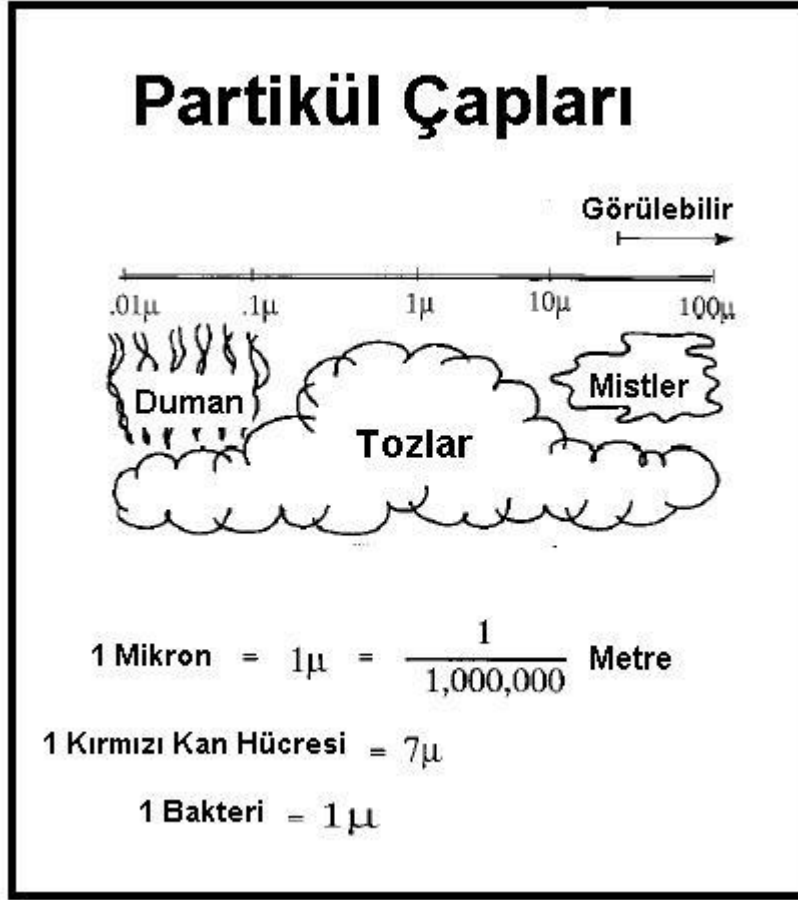 Partikül Çapları
Görülebilir
.01µ .1µ 1µ 10µ 100µ
Duman
Mistler
Tozlar
1 Mikron = 1µ = 1/1,000,000 Metre
1 Kırmızı Kan Hücresi = 7µ
1 Bakteri = 1µ